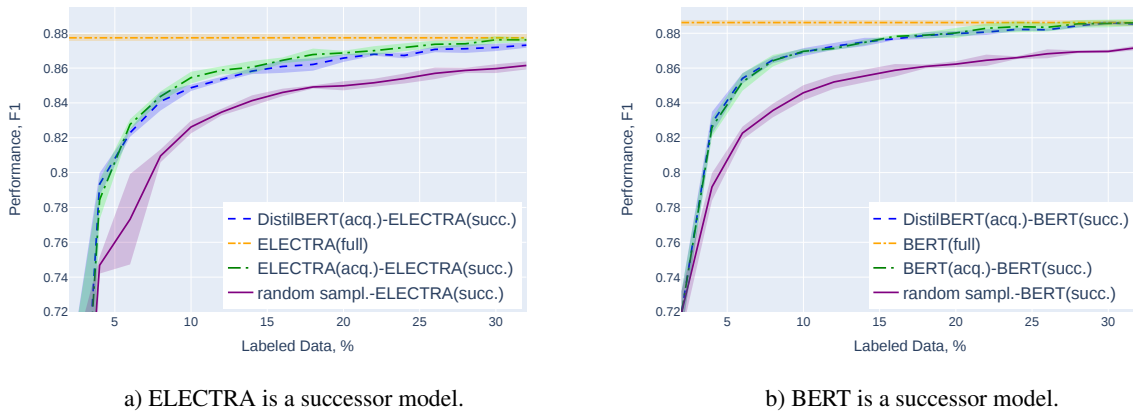 0.88
0.86
0.84
0.82
0.8
0.78
0.76
0.74
0.72
Performance, F1
5
10
15
20
25
30
Labeled Data, %
DistilBERT(acq.)-ELECTRA(succ.)
ELECTRA(full)
ELECTRA(acq.)-ELECTRA(succ.)
random sampl.-ELECTRA(succ.)
a) ELECTRA is a successor model.
0.88
0.86
0.84
0.82
0.8
0.78
0.76
0.74
0.72
Performance, F1
5
10
15
20
25
30
Labeled Data, %
DistilBERT(acq.)-BERT(succ.)
BERT(full)
BERT(acq.)-BERT(succ.)
random sampl.-BERT(succ.)
b) BERT is a successor model.